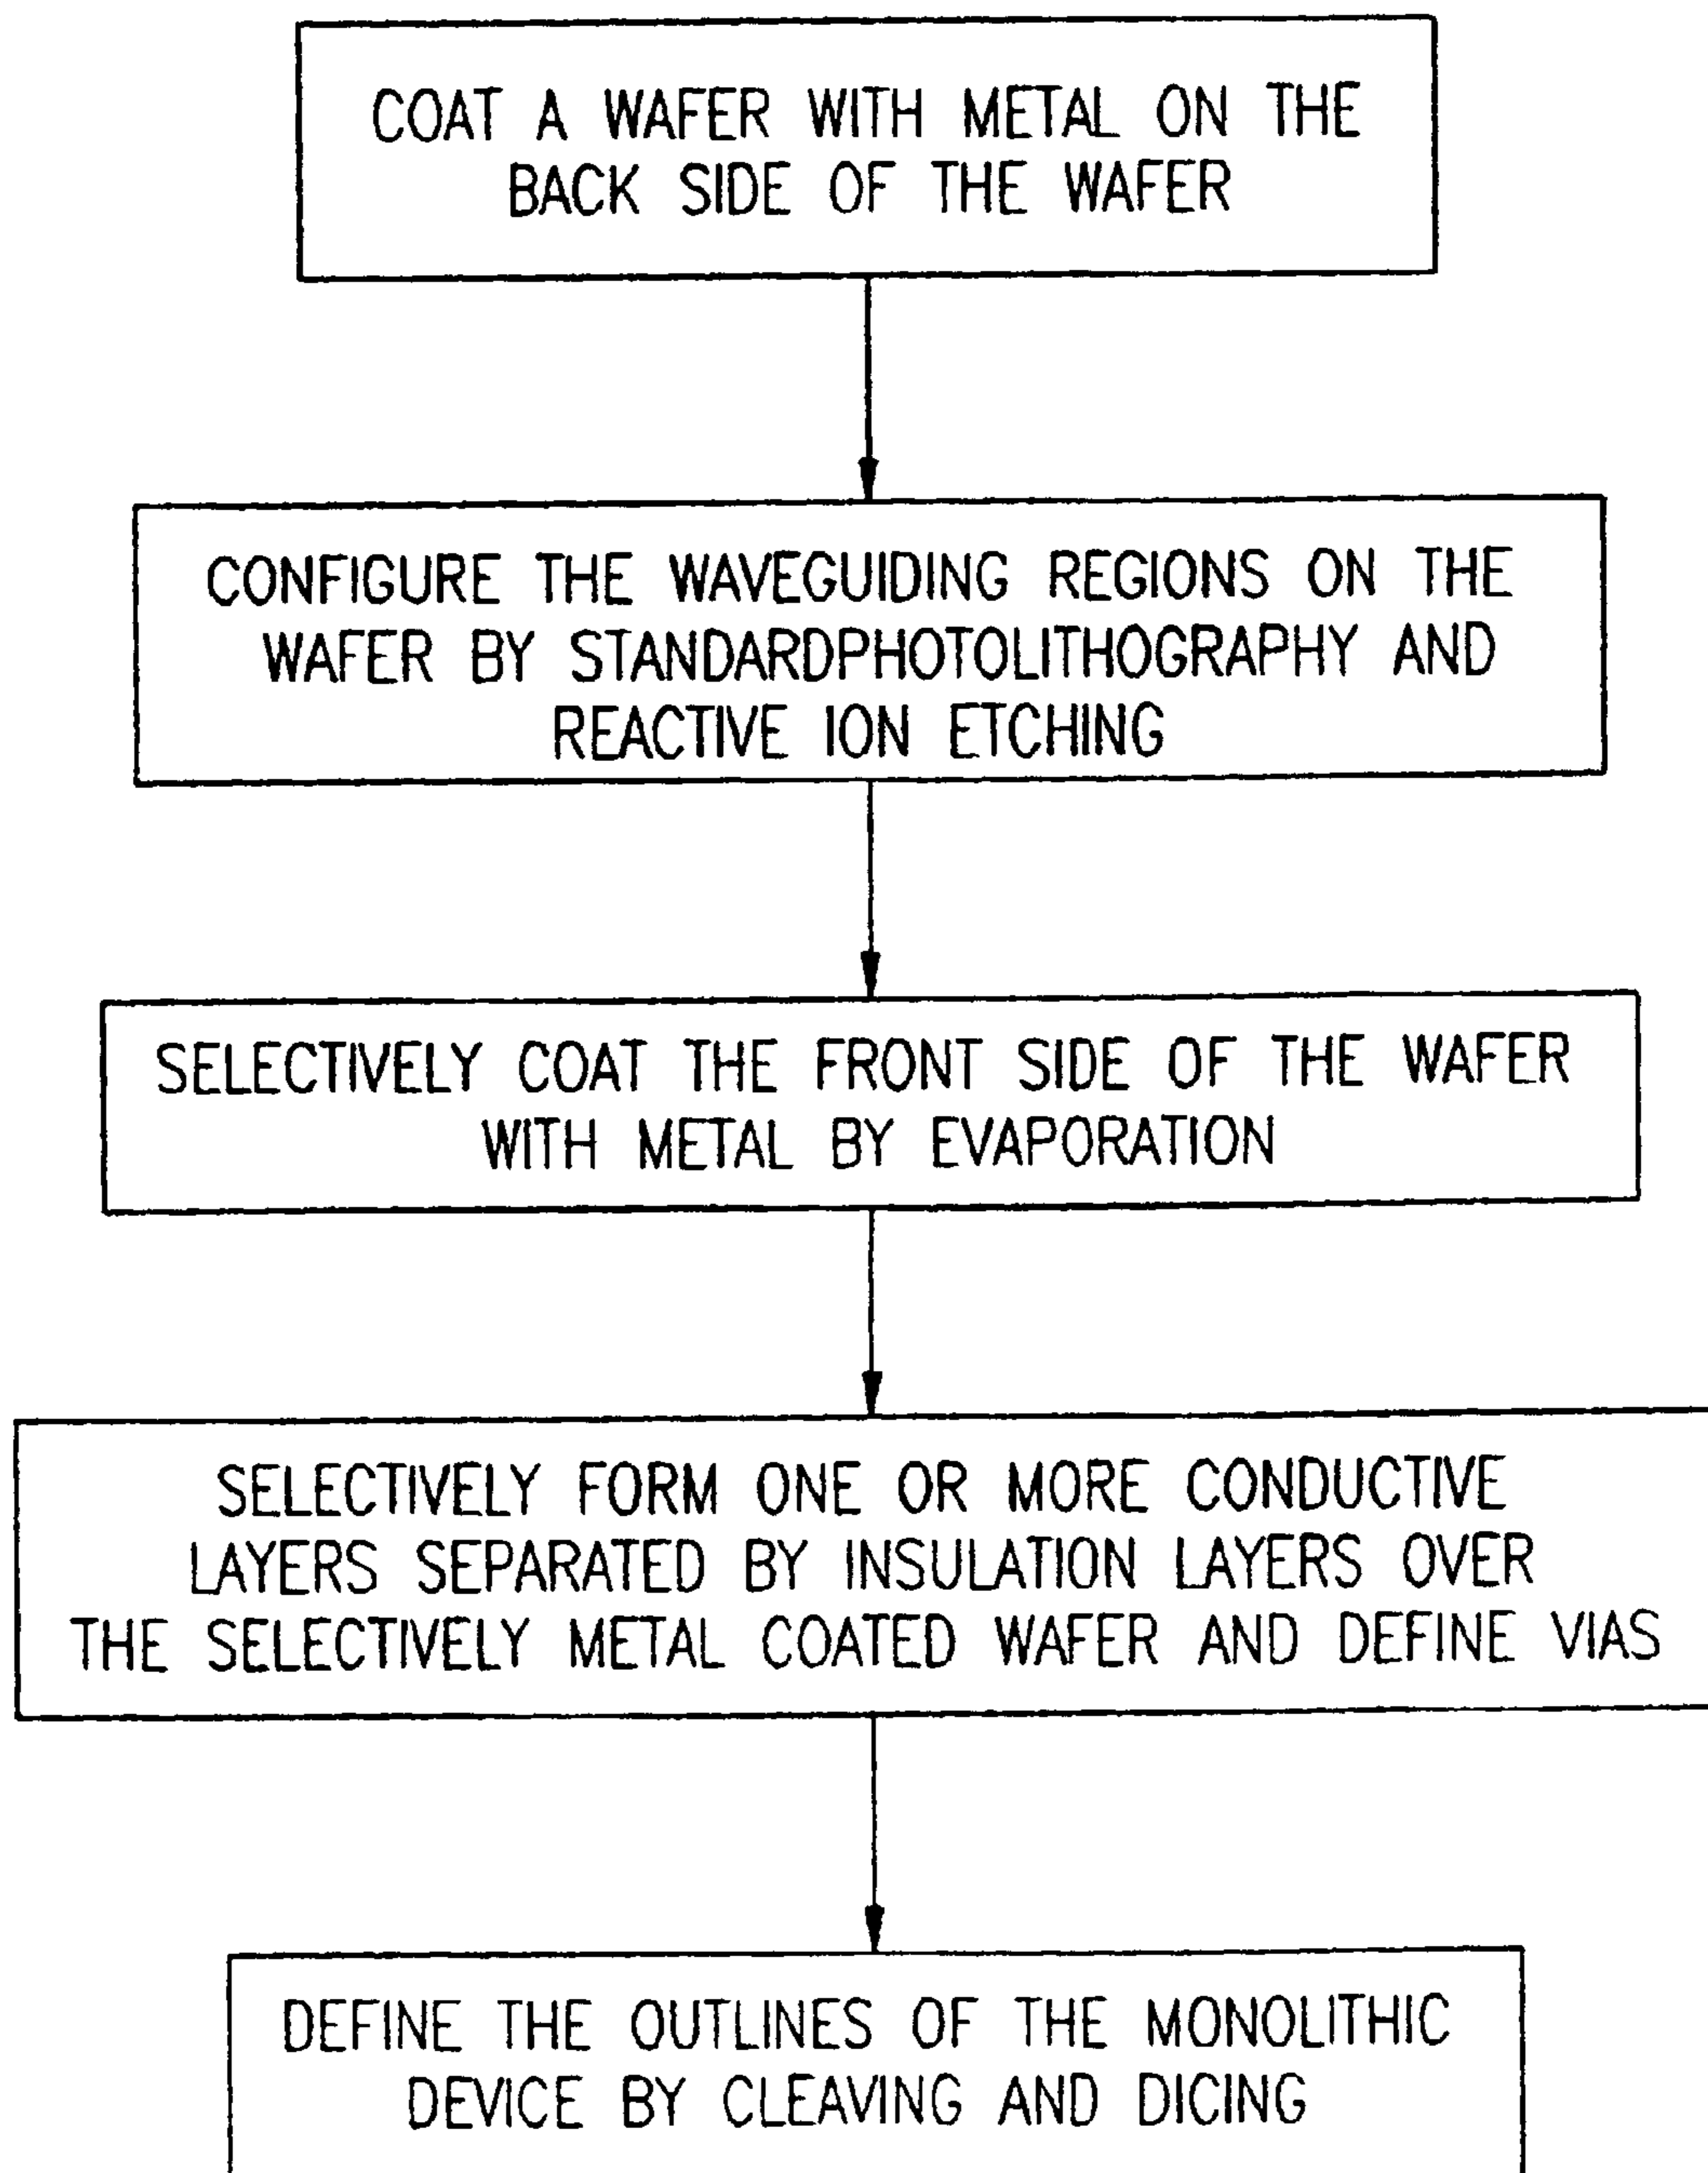 COAT A WAFER WITH METAL ON THE
BACK SIDE OF THE WAFER
CONFIGURE THE WAVEGUIDING REGIONS ON THE
WAFER BY STANDARDPHOTOLITHOGRAPHY AND
REACTIVE ION ETCHING
SELECTIVELY COAT THE FRONT SIDE OF THE WAFER
WITH METAL BY EVAPORATION
SELECTIVELY FORM ONE OR MORE CONDUCTIVE
LAYERS SEPARATED BY INSULATION LAYERS OVER
THE SELECTIVELY METAL COATED WAFER AND DEFINE VIAS
DEFINE THE OUTLINES OF THE MONOLITHIC
DEVICE BY CLEAVING AND DICING